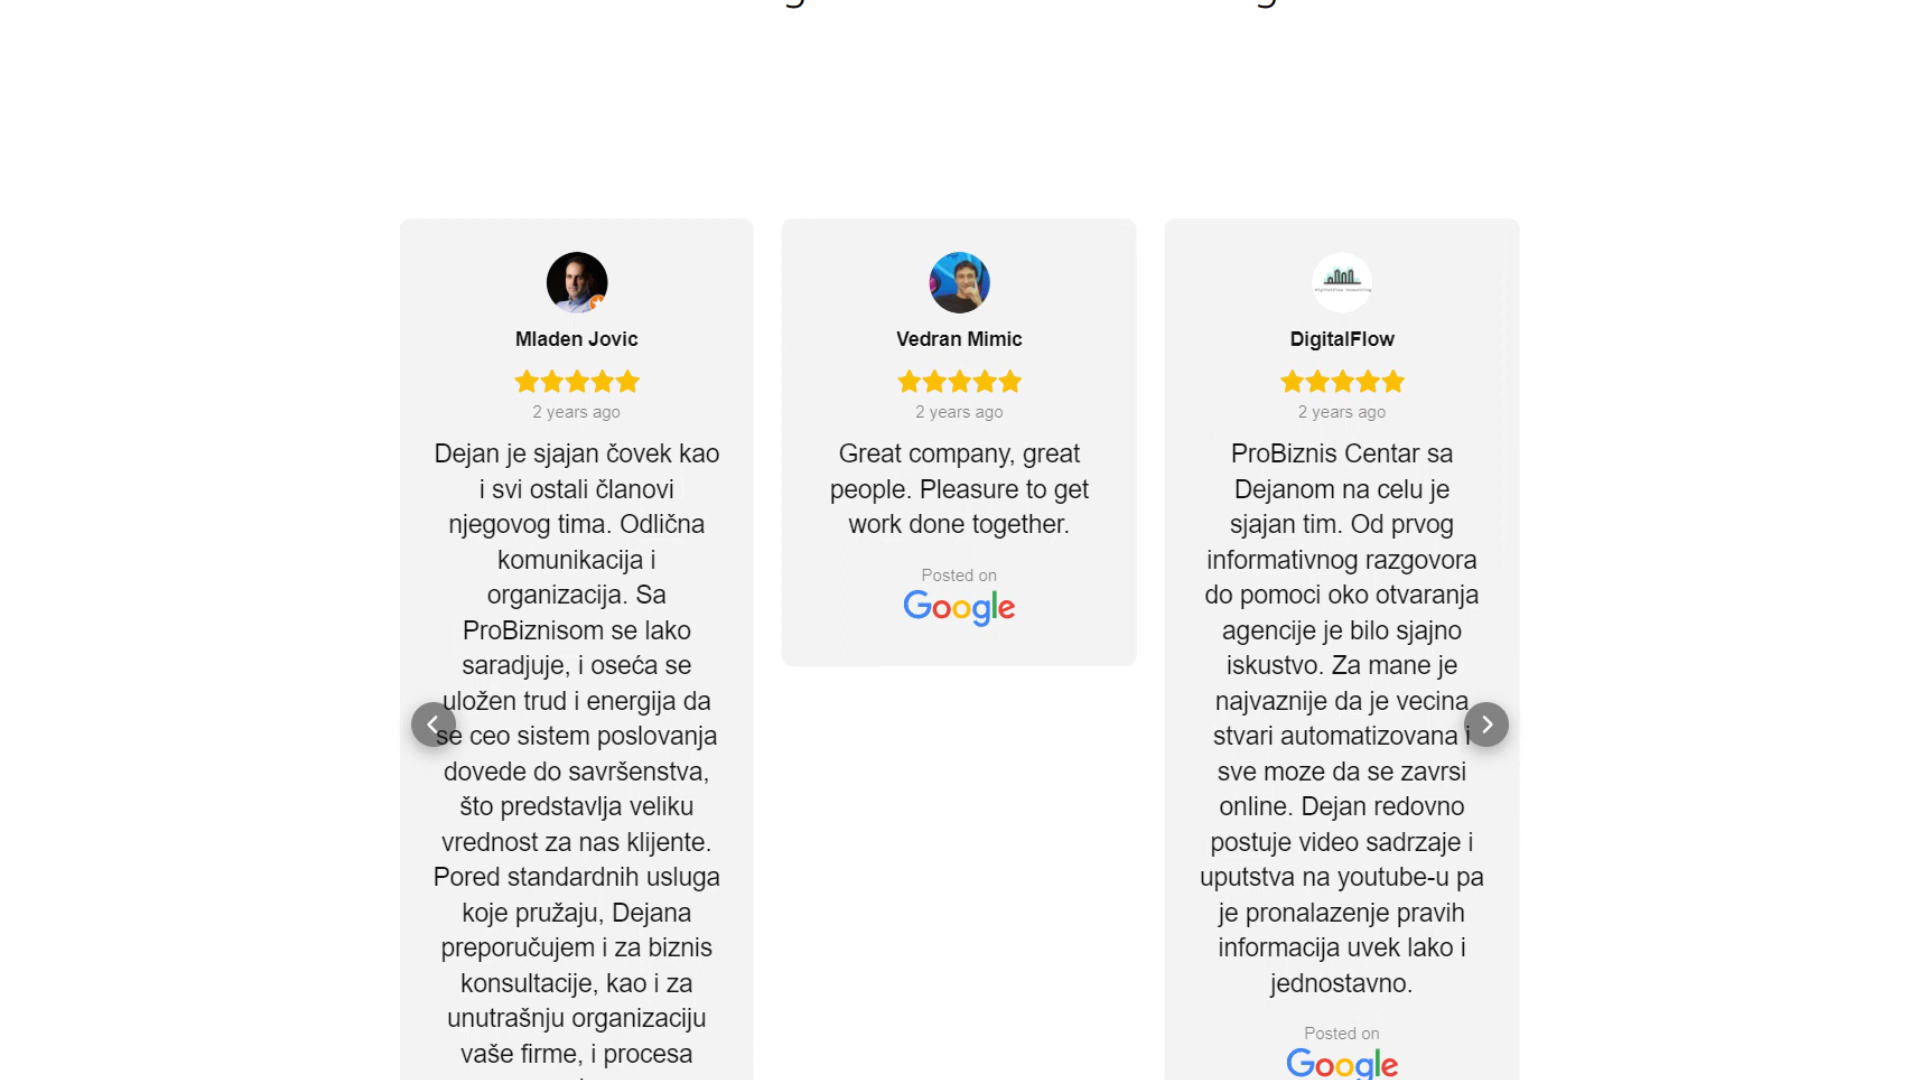 Mladen Jovic
2 years ago
Dejan je sjajan čovek kao
i svi ostali članovi
njegovog tima. Odlična
komunikacija i
organizacija. Sa
ProBiznisom se lako
saradjuje, i oseća se
uložen trud i energija da
se ceo sistem poslovanja
dovede do savršenstva,
što predstavlja veliku
vrednost za nas klijente.
Pored standardnih usluga
koje pružaju, Dejana
preporučujem i za biznis
konsultacije, kao i za
unutrašnju organizaciju
vaše firme, i procesa
Vedran Mimic
2 years ago
Great company, great
people. Pleasure to get
work done together.
Posted on
Google
DigitalFlow
2 years ago
ProBiznis Centar sa
Dejanom na celu je
sjajan tim. Od prvog
informativnog razgovora
do pomoci oko otvaranja
agencije je bilo sjajno
iskustvo. Za mane je
najvaznije da je vecina
stvari automatizovana i
sve moze da se zavrsi
online. Dejan redovno
postuje video sadrzaje i
uputstva na youtube-u pa
je pronalazenje pravih
informacija uvek lako i
jednostavno.
Posted on
Google